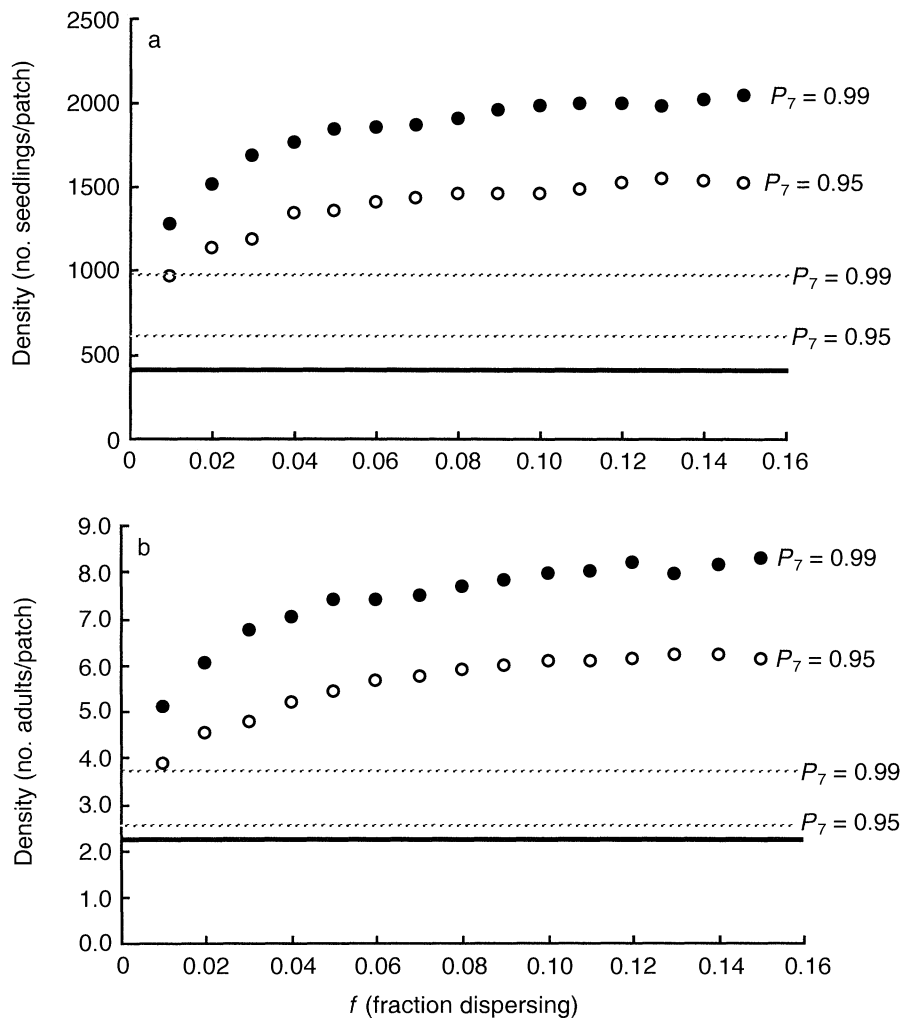 2500
a
2000
P7 = 0.99
1500
P7 = 0.95
1000
P7 = 0.99
P7 = 0.95
500
0
0 0.02 0.04 0.06 0.08 0.10 0.12 0.14 0.16
Density (no. seedlings/patch)
9.0
b
P7 = 0.99
8.0
7.0
6.0
P7 = 0.95
5.0
4.0
P7 = 0.99
3.0
P7 = 0.95
2.0
1.0
0.0
0 0.02 0.04 0.06 0.08 0.10 0.12 0.14 0.16
Density (no. adults/patch)
f (fraction dispersing)